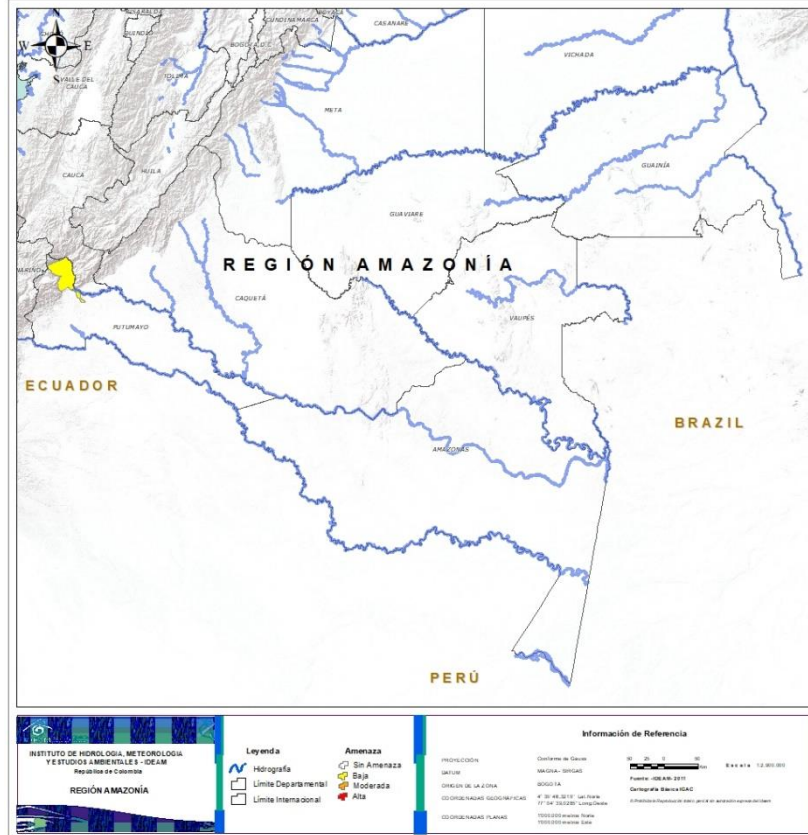 N
W E
S
CUNDINAMARCA
CASANARE
BOGOTÁ D.C.
VICHADA
TOLIMA
VALLE DEL
CAUCA
META
GUAINÍA
CAUCA
HUILA
GUAVIARE
REGIÓN AMAZONÍA
NARIÑO
CAQUETÁ
VAUPÉS
PUTUMAYO
ECUADOR
BRAZIL
AMAZONAS
PERÚ
INSTITUTO DE HIDROLOGIA, METEOROLOGIA
Y ESTUDIOS AMBIENTALES - IDEAM
República de Colombia
REGIÓN AMAZONÍA
Leyenda
Hidrografía
Límite Departamental
Límite Internacional
Amenaza
Sin Amenaza
Baja
Moderada
Alta
Información de Referencia
PROYECCIÓN
DATUM
ORIGEN DE LA ZONA
COORDENADAS GEOGRÁFICAS
COORDENADAS PLANAS
Conforme de Gauss
MAGNA - SIRGAS
BOGOTA
Km
Escala
Fuente: -IDEAM- 2011
Cartografía Básica IGAC